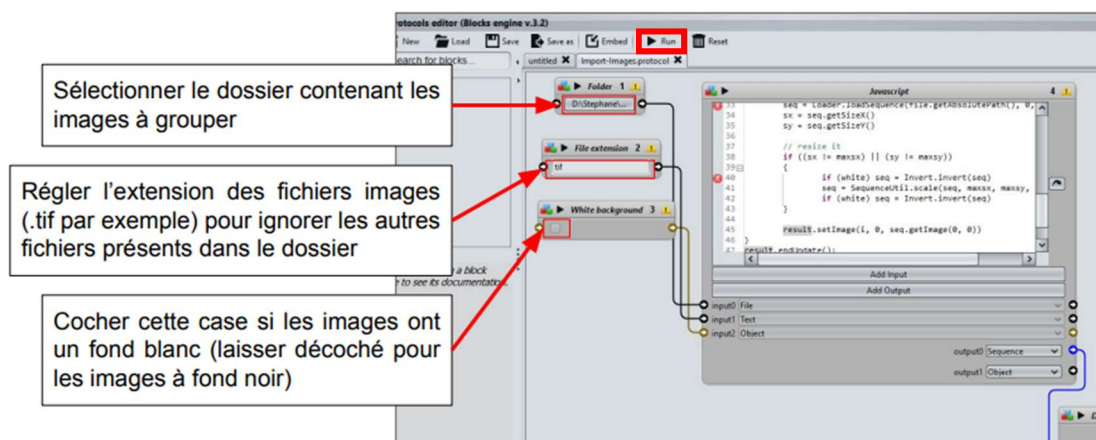 rotocols editor (Blocks engine v.3.2)
New Load Save Save as Embed Run Reset
earch for blocks...
untitled import-Images.protocol
Sélectionner le dossier contenant les
images à grouper
Régler l'extension des fichiers images
(.tif par exemple) pour ignorer les autres
fichiers présents dans le dossier
Cocher cette case si les images ont
un fond blanc (laisser décoché pour
les images à fond noir)
Folder 1
D:\Stephane\...
File extension 2
tif
White background 3
a block
to see its documentation.
Javascript 4
33 seq = Loader.loadSequence(file.getAbsolutePath(), 0,
34 sx = seq.getSizeX()
35 sy = seq.getSizeY()
36
37 // resize it
38 if ((sx != maxsx) || (sy != maxsy))
39 {
40 if (white) seq = Invert.invert(seq)
41 seq = SequenceUtil.scale(seq, maxsx, maxsy,
42 if (white) seq = Invert.invert(seq)
43 }
44
45 result.setImage(i, 0, seq.getImage(0, 0))
46 }
47 result.endUpdate();
Add Input
Add Output
input0 File
input1 Text
input2 Object
output0 Sequence
output1 Object
D